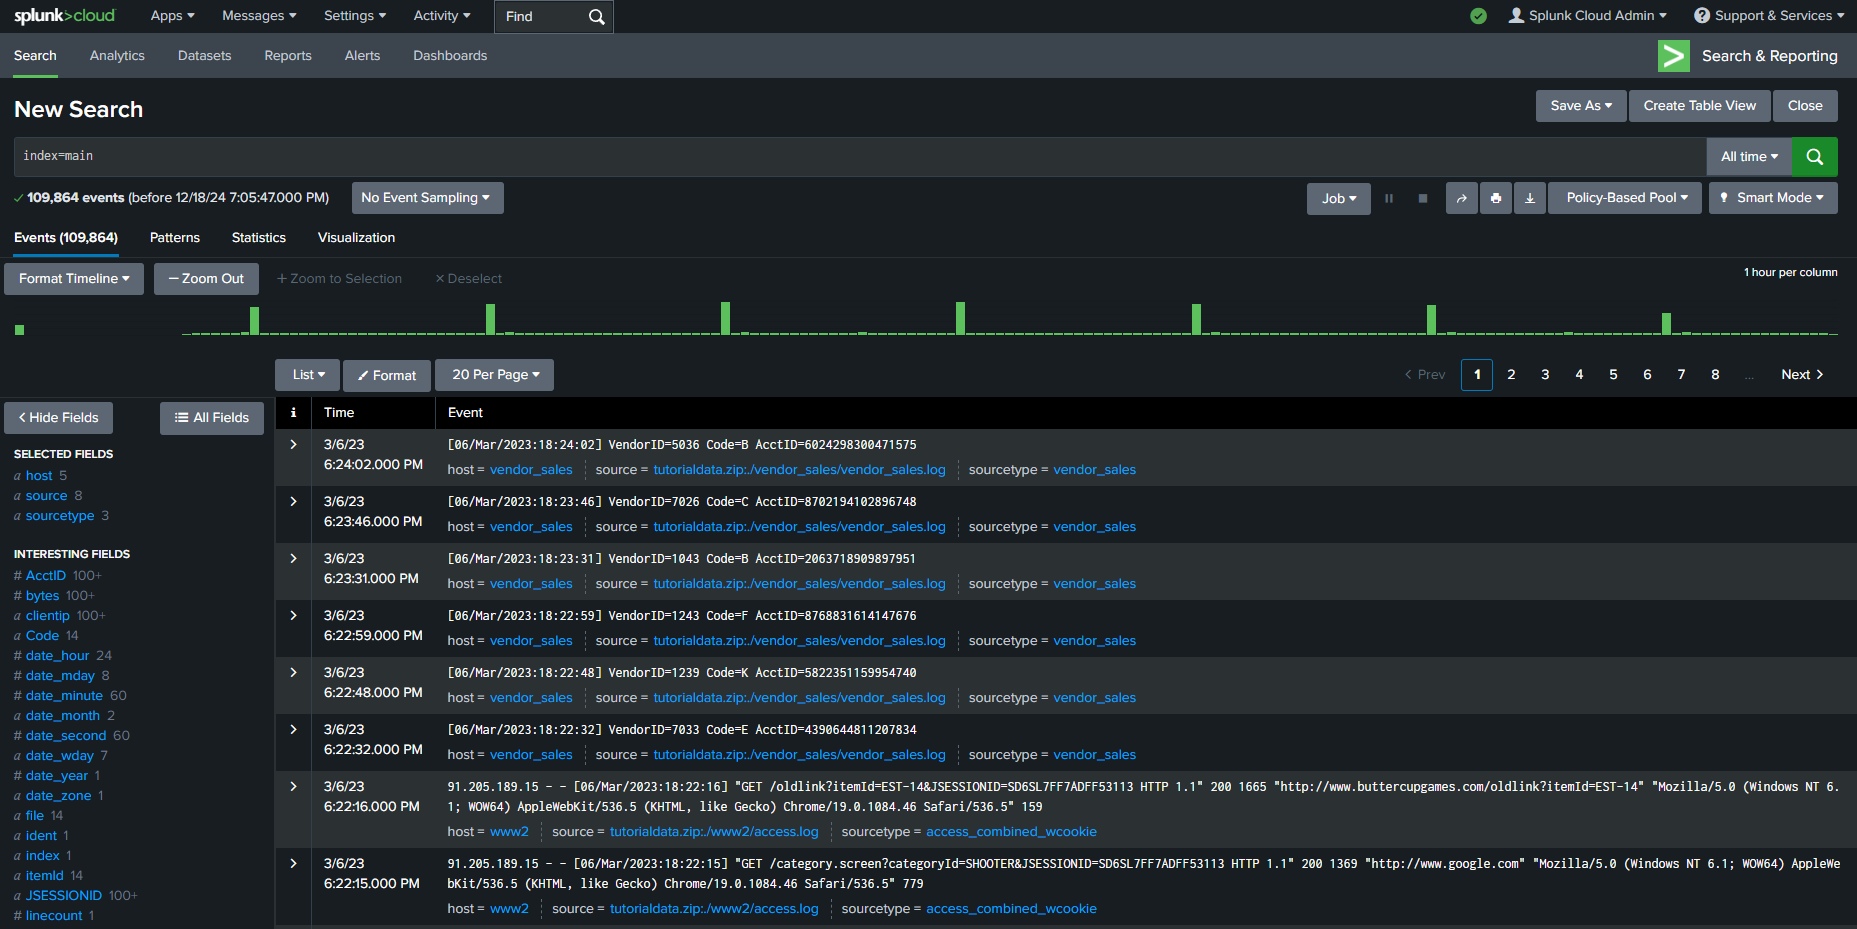 splunk>cloud Apps Messages Settings Activity Find Splunk Cloud Admin Support & Services
Search Analytics Datasets Reports Alerts Dashboards Search & Reporting
New Search Save As Create Table View Close
index=main All time
109,864 events (before 12/18/24 7:05:47.000 PM) No Event Sampling Job Policy-Based Pool Smart Mode
Events (109,864) Patterns Statistics Visualization
Format Timeline — Zoom Out + Zoom to Selection × Deselect 1 hour per column
List Format 20 Per Page < Prev 1 2 3 4 5 6 7 8 ... Next >
< Hide Fields All Fields
i Time Event
SELECTED FIELDS
a host 5
a source 8
a sourcetype 3
INTERESTING FIELDS
# AcctID 100+
# bytes 100+
a clientip 100+
a Code 14
# date_hour 24
# date_mday 8
# date_minute 60
a date_month 2
# date_second 60
a date_wday 7
# date_year 1
a date_zone 1
a file 14
a ident 1
a index 1
a itemId 14
a JSESSIONID 100+
# linecount 1
3/6/23
6:24:02.000 PM
[06/Mar/2023:18:24:02] VendorID=5036 Code=B AcctID=6024298300471575
host = vendor_sales source = tutorialdata.zip:./vendor_sales/vendor_sales.log sourcetype = vendor_sales
3/6/23
6:23:46.000 PM
[06/Mar/2023:18:23:46] VendorID=7026 Code=C AcctID=8702194102896748
host = vendor_sales source = tutorialdata.zip:./vendor_sales/vendor_sales.log sourcetype = vendor_sales
3/6/23
6:23:31.000 PM
[06/Mar/2023:18:23:31] VendorID=1043 Code=B AcctID=2063718909897951
host = vendor_sales source = tutorialdata.zip:./vendor_sales/vendor_sales.log sourcetype = vendor_sales
3/6/23
6:22:59.000 PM
[06/Mar/2023:18:22:59] VendorID=1243 Code=F AcctID=8768831614147676
host = vendor_sales source = tutorialdata.zip:./vendor_sales/vendor_sales.log sourcetype = vendor_sales
3/6/23
6:22:48.000 PM
[06/Mar/2023:18:22:48] VendorID=1239 Code=K AcctID=5822351159954740
host = vendor_sales source = tutorialdata.zip:./vendor_sales/vendor_sales.log sourcetype = vendor_sales
3/6/23
6:22:32.000 PM
[06/Mar/2023:18:22:32] VendorID=7033 Code=E AcctID=4390644811207834
host = vendor_sales source = tutorialdata.zip:./vendor_sales/vendor_sales.log sourcetype = vendor_sales
3/6/23
6:22:16.000 PM
91.205.189.15 - - [06/Mar/2023:18:22:16] "GET /oldlink?itemId=EST-14&JSESSIONID=SD6SL7FF7ADFF53113 HTTP 1.1" 200 1665 "http://www.buttercupgames.com/oldlink?itemId=EST-14" "Mozilla/5.0 (Windows NT 6.
1; WOW64) AppleWebKit/536.5 (KHTML, like Gecko) Chrome/19.0.1084.46 Safari/536.5" 159
host = www2 source = tutorialdata.zip:./www2/access.log sourcetype = access_combined_wcookie
3/6/23
6:22:15.000 PM
91.205.189.15 - - [06/Mar/2023:18:22:15] "GET /category.screen?categoryId=SHOOTER&JSESSIONID=SD6SL7FF7ADFF53113 HTTP 1.1" 200 1369 "http://www.google.com" "Mozilla/5.0 (Windows NT 6.1; WOW64) AppleWe
bKit/536.5 (KHTML, like Gecko) Chrome/19.0.1084.46 Safari/536.5" 779
host = www2 source = tutorialdata.zip:./www2/access.log sourcetype = access_combined_wcookie